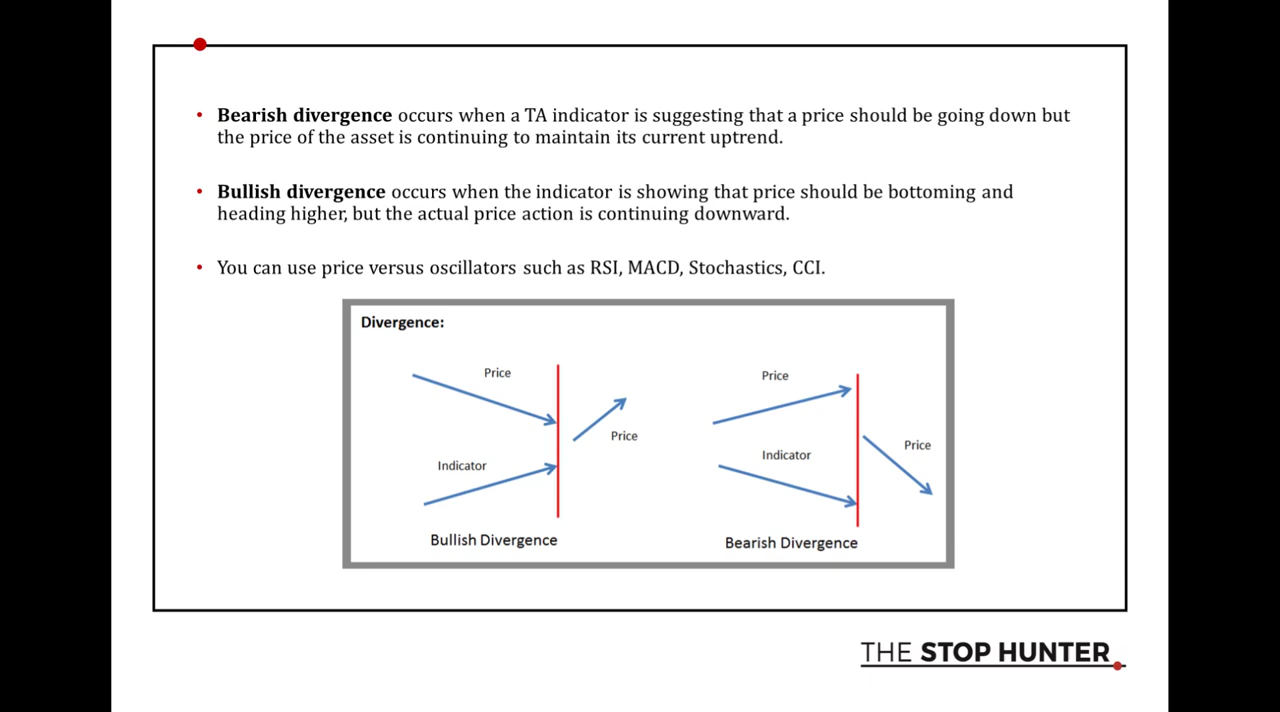 • Bearish divergence occurs when a TA indicator is suggesting that a price should be going down but
the price of the asset is continuing to maintain its current uptrend.
• Bullish divergence occurs when the indicator is showing that price should be bottoming and
heading higher, but the actual price action is continuing downward.
• You can use price versus oscillators such as RSI, MACD, Stochastics, CCI.
Divergence:
Price
Price
Indicator
Bullish Divergence
Price
Indicator
Price
Bearish Divergence
THE STOP HUNTER